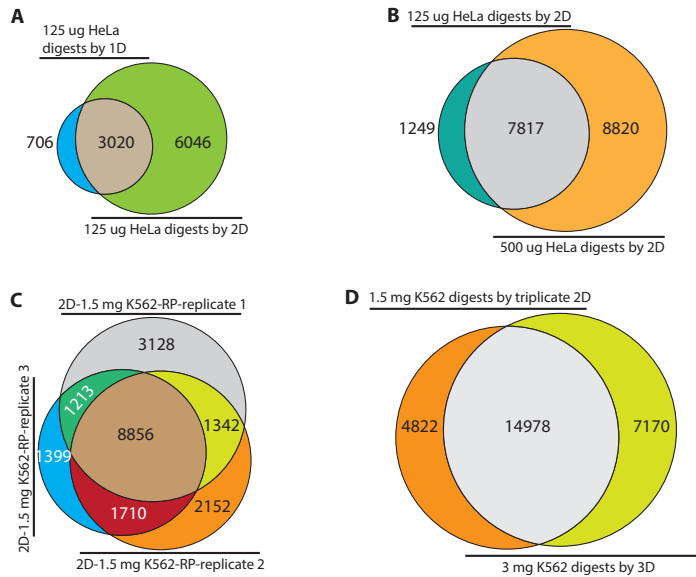 A
125 ug HeLa
digests by 1D
706
3020
6046
125 ug HeLa digests by 2D
B
125 ug HeLa digests by 2D
1249
7817
8820
500 ug HeLa digests by 2D
C
2D-1.5 mg K562-RP-replicate 1
2D-1.5 mg K562-RP-replicate 3
3128
1213
8856
1342
1399
1710
2152
2D-1.5 mg K562-RP-replicate 2
D
1.5 mg K562 digests by triplicate 2D
4822
14978
7170
3 mg K562 digests by 3D